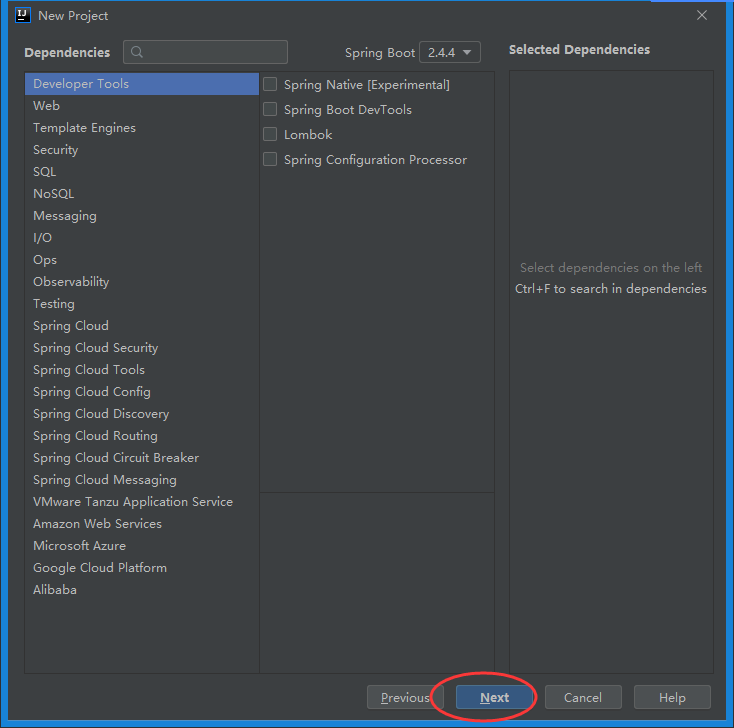 New Project
Dependencies
Spring Boot 2.4.4
Selected Dependencies
Developer Tools
Web
Template Engines
Security
SQL
NoSQL
Messaging
I/O
Ops
Observability
Testing
Spring Cloud
Spring Cloud Security
Spring Cloud Tools
Spring Cloud Config
Spring Cloud Discovery
Spring Cloud Routing
Spring Cloud Circuit Breaker
Spring Cloud Messaging
VMware Tanzu Application Service
Amazon Web Services
Microsoft Azure
Google Cloud Platform
Alibaba
Spring Native [Experimental]
Spring Boot DevTools
Lombok
Spring Configuration Processor
Select dependencies on the left
Ctrl+F to search in dependencies
Previous
Next
Cancel
Help